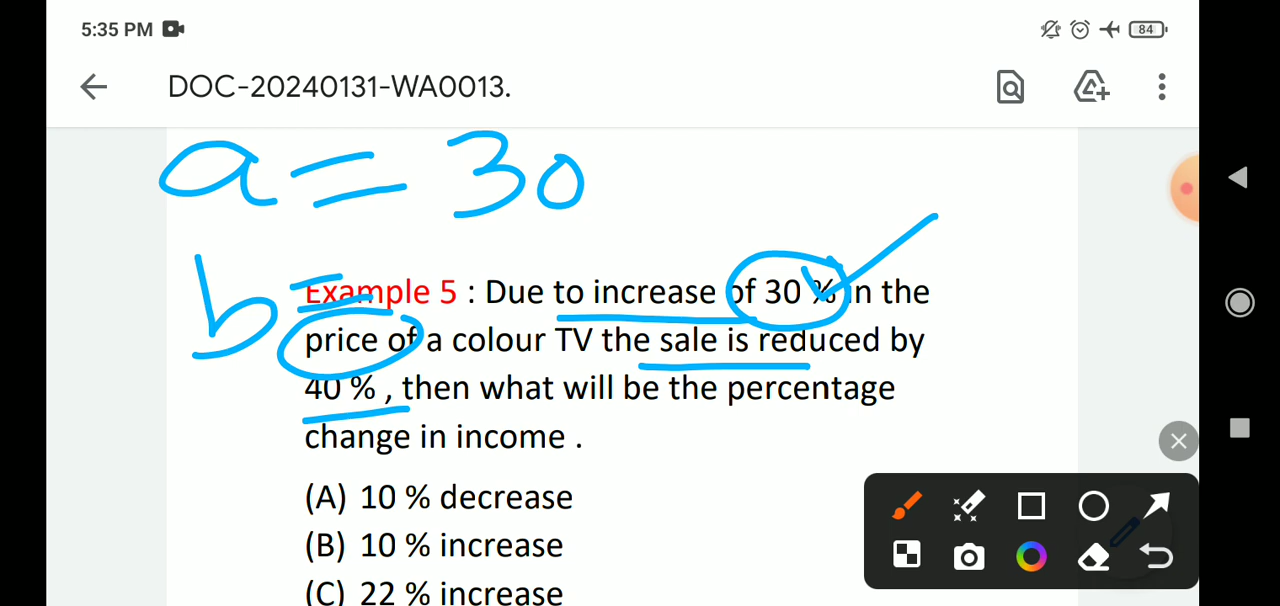 5:35 PM
84
DOC-20240131-WA0013.
a = 30
b =
Example 5 : Due to increase of 30 % in the
price of a colour TV the sale is reduced by
40 % , then what will be the percentage
change in income .
(A) 10 % decrease
(B) 10 % increase
(C) 22 % increase